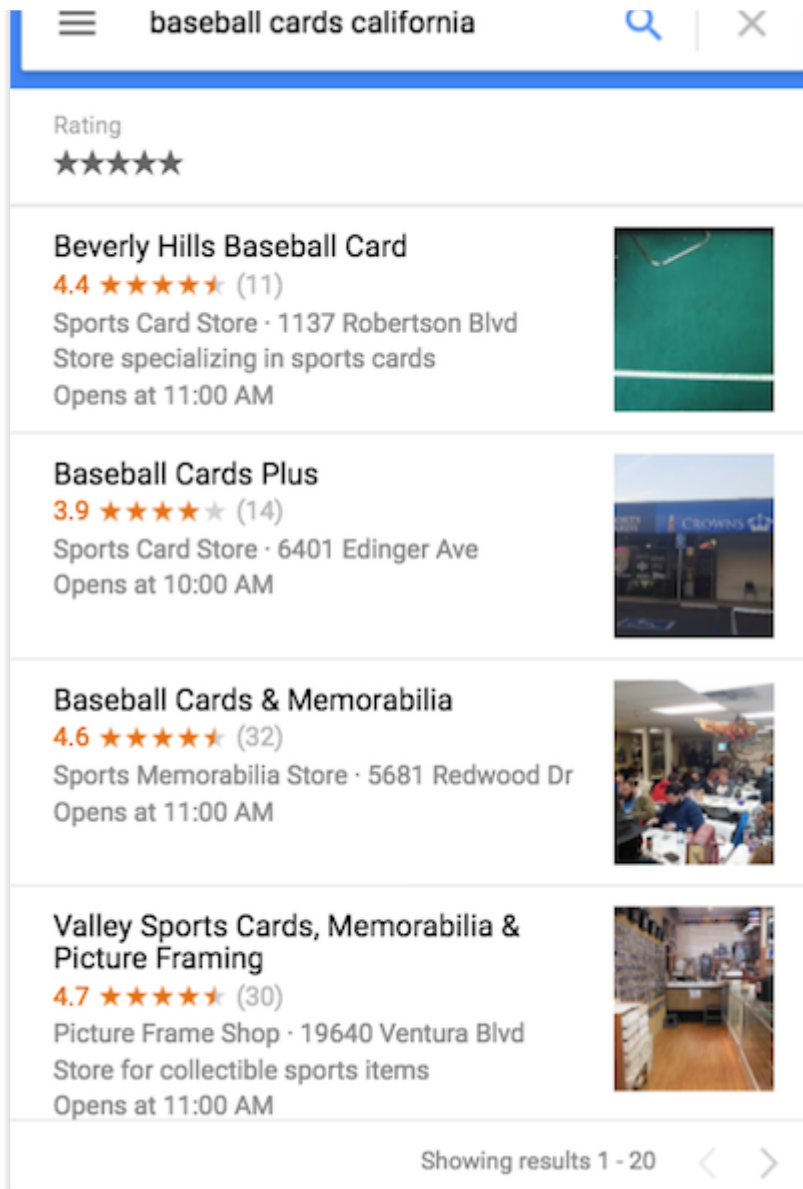 baseball cards california
Rating
Beverly Hills Baseball Card
4.4 (11)
Sports Card Store · 1137 Robertson Blvd
Store specializing in sports cards
Opens at 11:00 AM
Baseball Cards Plus
3.9 (14)
Sports Card Store · 6401 Edinger Ave
Opens at 10:00 AM
CROWNS
Baseball Cards & Memorabilia
4.6 (32)
Sports Memorabilia Store · 5681 Redwood Dr
Opens at 11:00 AM
Valley Sports Cards, Memorabilia &
Picture Framing
4.7 (30)
Picture Frame Shop · 19640 Ventura Blvd
Store for collectible sports items
Opens at 11:00 AM
Showing results 1 - 20